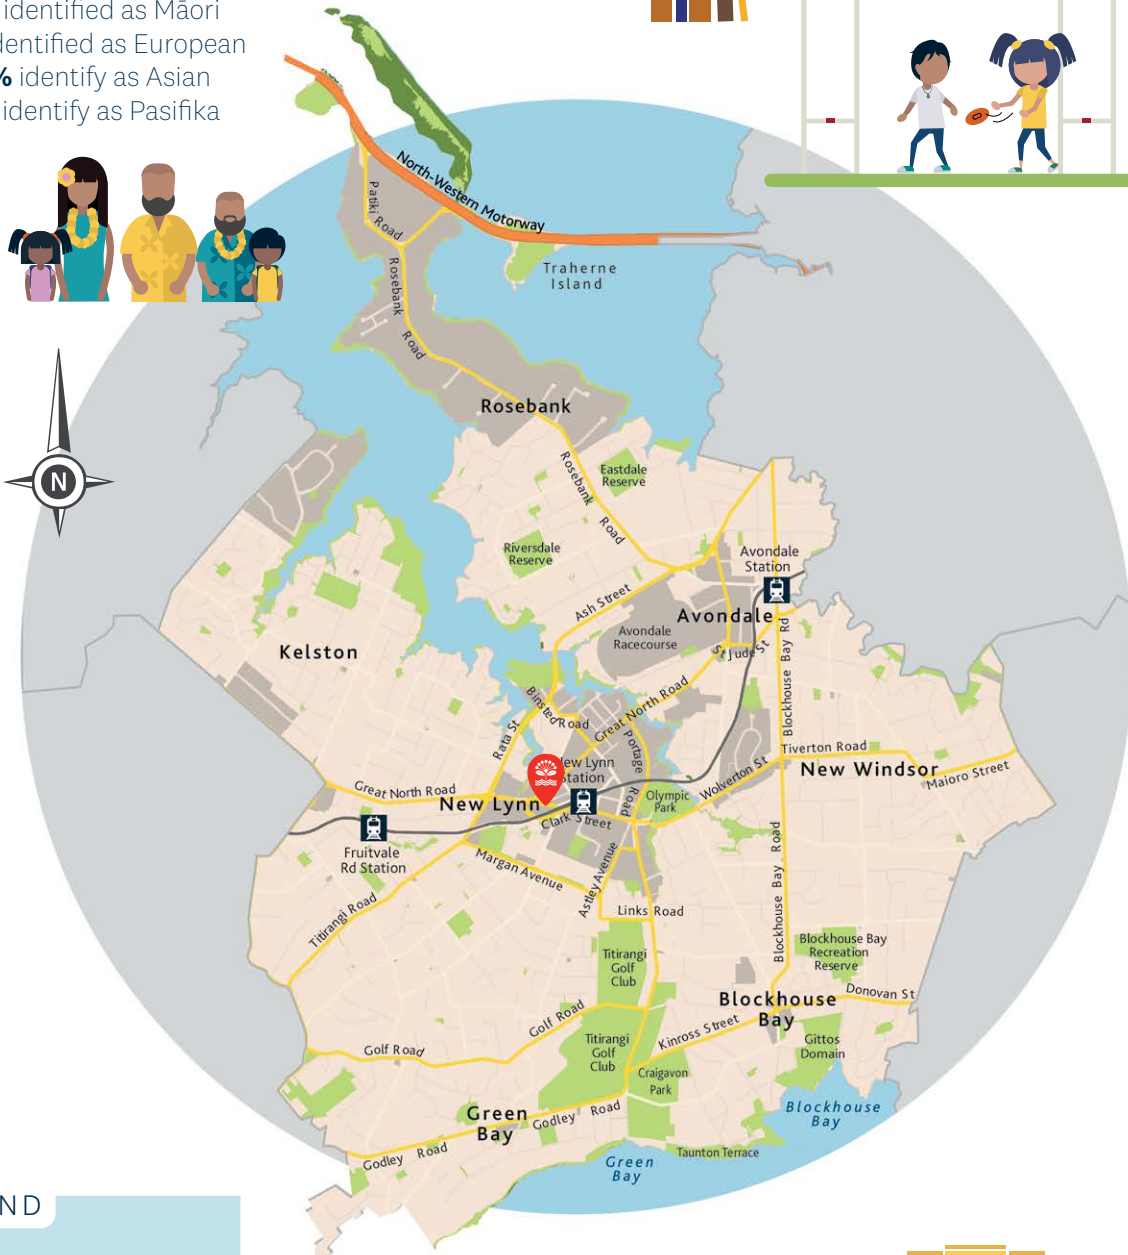 identified as Māori
dentified as European
% identify as Asian
identify as Pasifika
North-Western Motorway
Patiki Road
Traherne
Island
Rosebank
Road
Rosebank
N
Rosebank
Road
Eastdale
Reserve
Riversdale
Reserve
Avondale
Station
Ash Street
Avondale
Avondale
Racecourse
St Jude St
Kelston
Blockhouse Bay Rd
Binsted Road
Great North Road
Rata St
Portage
Road
Tiverton Road
New Windsor
Maioro Street
ew Lynn
Station
Wolverton St
Olympic
Park
Great North Road
New Lynn
Clark Street
Fruitvale
Rd Station
Margan Avenue
Astley Avenue
Blockhouse Bay Road
Titirangi Road
Links Road
Titirangi
Golf
Club
Blockhouse Bay
Recreation
Reserve
Donovan St
Blockhouse
Bay
Golf Road
Kinross Street
Golf Road
Titirangi
Golf
Club
Gittos
Domain
Craigavon
Park
Blockhouse
Bay
Green
Bay
Godley Road
Godley Road
Taunton Terrace
Green
Bay
ND